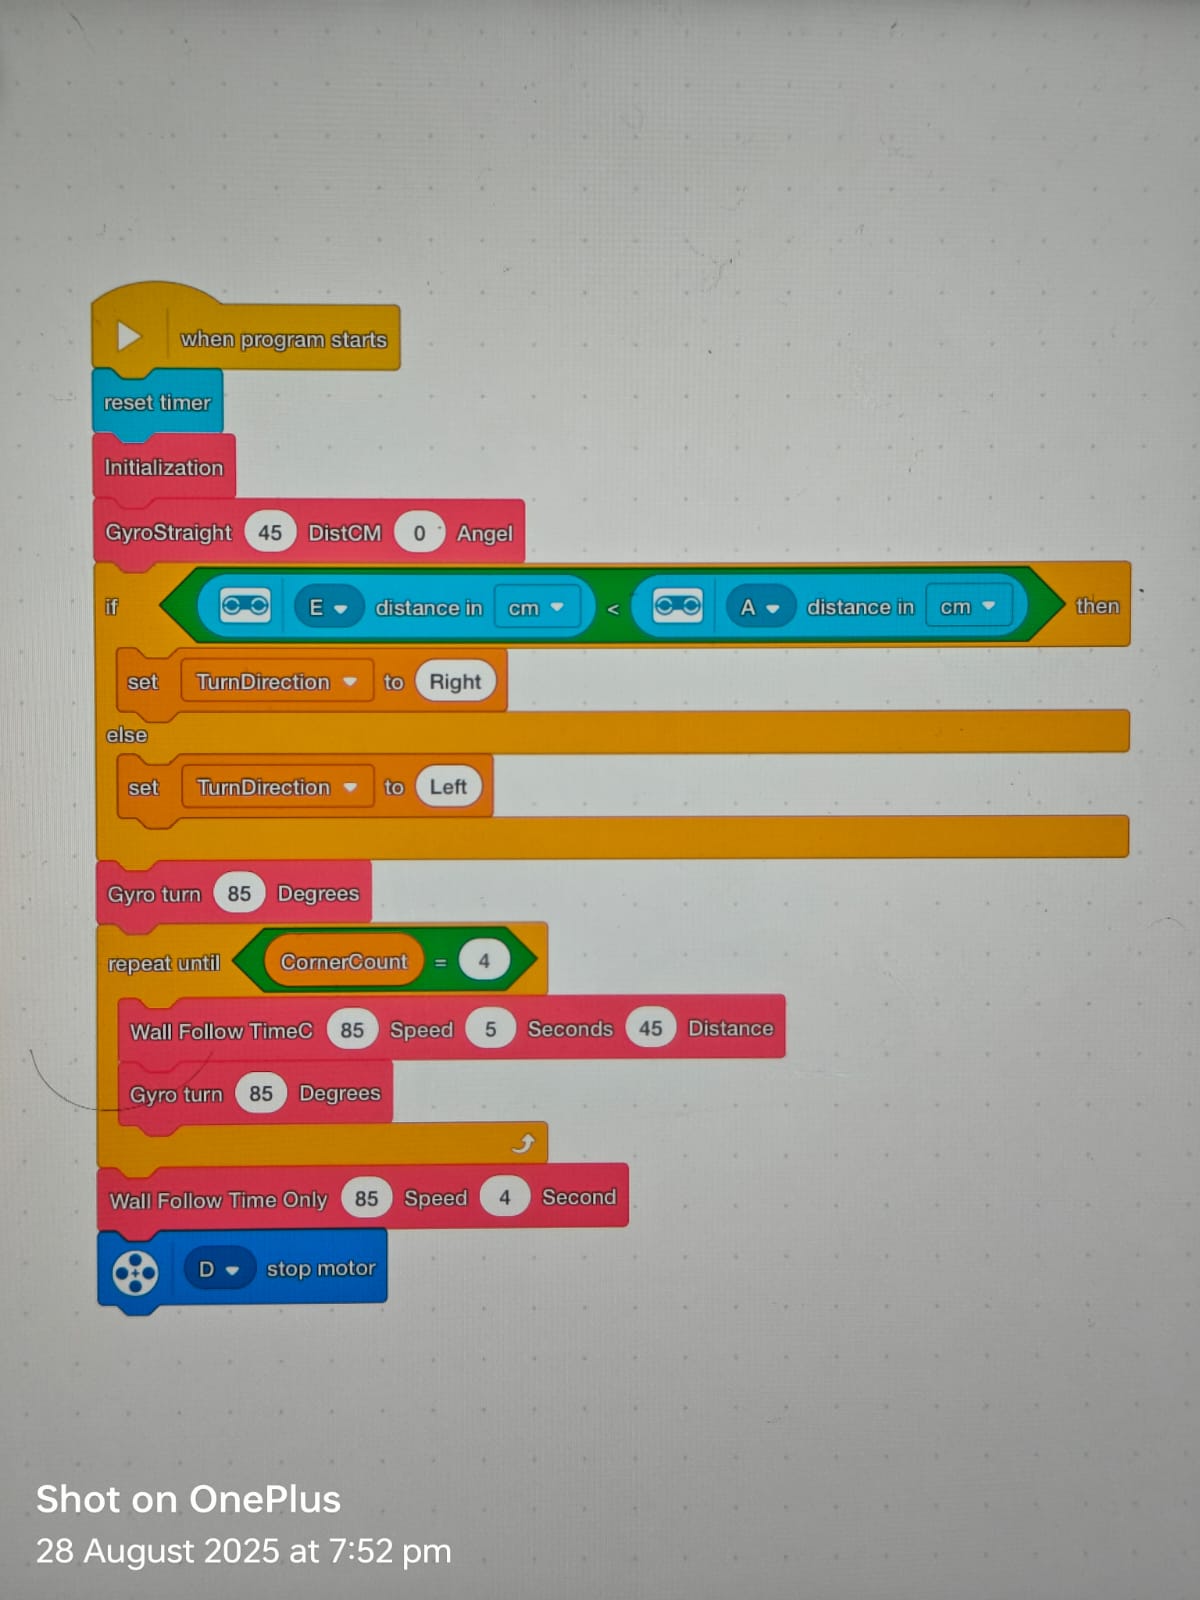 when program starts
reset timer
Initialization
GyroStraight 45 DistCM 0 Angel
if E distance in cm < A distance in cm then
set TurnDirection to Right
else
set TurnDirection to Left
Gyro turn 85 Degrees
repeat until CornerCount = 4
Wall Follow TimeC 85 Speed 5 Seconds 45 Distance
Gyro turn 85 Degrees
Wall Follow Time Only 85 Speed 4 Second
D stop motor
Shot on OnePlus
28 August 2025 at 7:52 pm